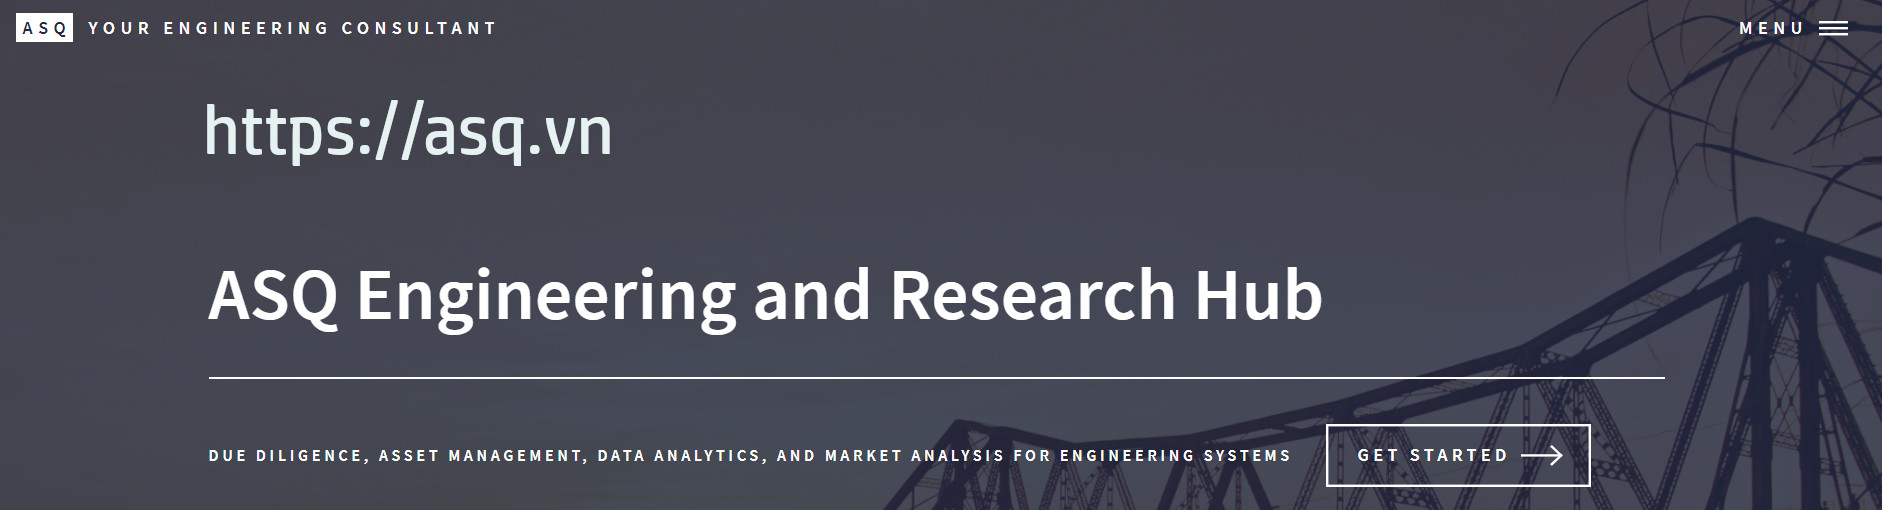 ASQ YOUR ENGINEERING CONSULTANT
MENU
https://asq.vn
ASQ Engineering and Research Hub
DUE DILIGENCE, ASSET MANAGEMENT, DATA ANALYTICS, AND MARKET ANALYSIS FOR ENGINEERING SYSTEMS
GET STARTED